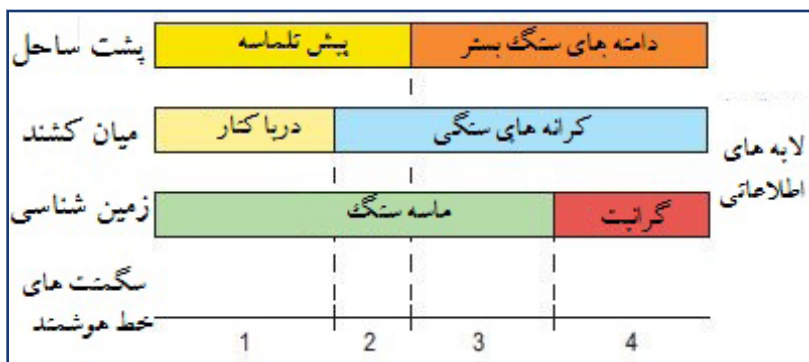 پشت ساحل
پیش تلماسه
دامنه های سنگ بستر
میان کشند
دریا کنار
کرانه های سنگی
لایه های
اطلاعاتی
زمین شناسی
ماسه سنگ
گرانیت
سگمنت های
خط هوشمند
1 2 3 4